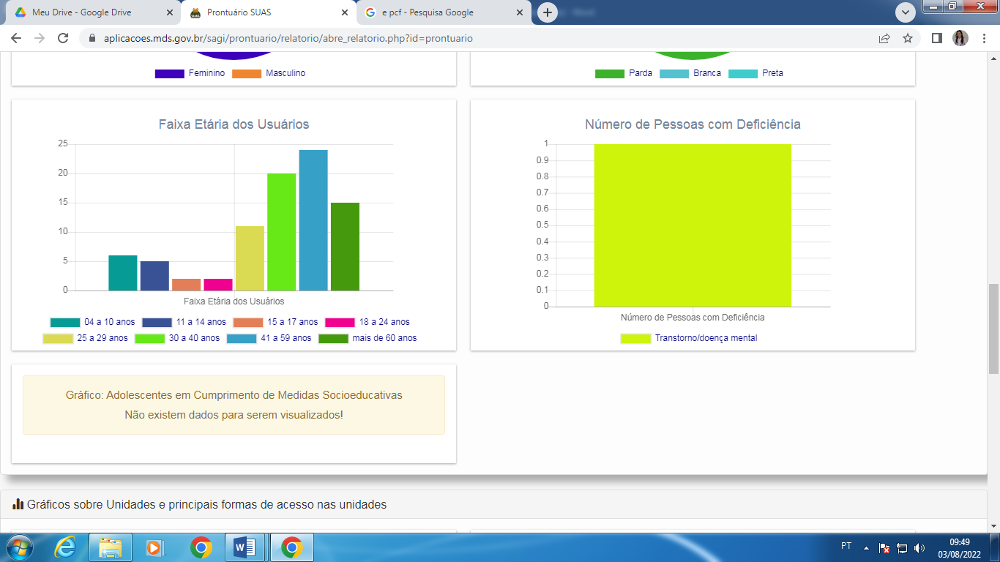 Meu Drive - Google Drive
Prontuário SUAS
e pcf - Pesquisa Google
aplicacoes.mds.gov.br/sagi/prontuario/relatorio/abre_relatorio.php?id=prontuario
Feminino Masculino
Parda Branca Preta
Faixa Etária dos Usuários
25
20
15
10
5
0
Faixa Etária dos Usuários
04 a 10 anos 11 a 14 anos 15 a 17 anos 18 a 24 anos
25 a 29 anos 30 a 40 anos 41 a 59 anos mais de 60 anos
Número de Pessoas com Deficiência
1
0.9
0.8
0.7
0.6
0.5
0.4
0.3
0.2
0.1
0
Número de Pessoas com Deficiência
Transtorno/doença mental
Gráfico: Adolescentes em Cumprimento de Medidas Socioeducativas
Não existem dados para serem visualizados!
Gráficos sobre Unidades e principais formas de acesso nas unidades
PT
09:49
03/08/2022